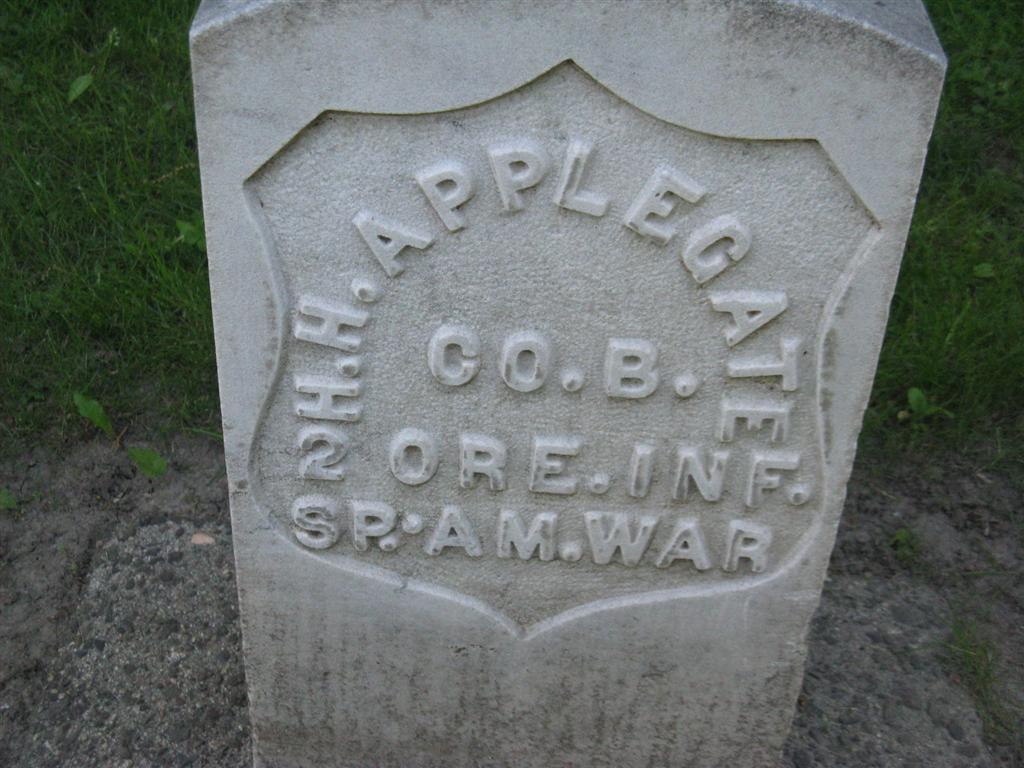 H.H.APPLEGATE
CO.B.
2 ORE.INF.
SP.AM.WAR